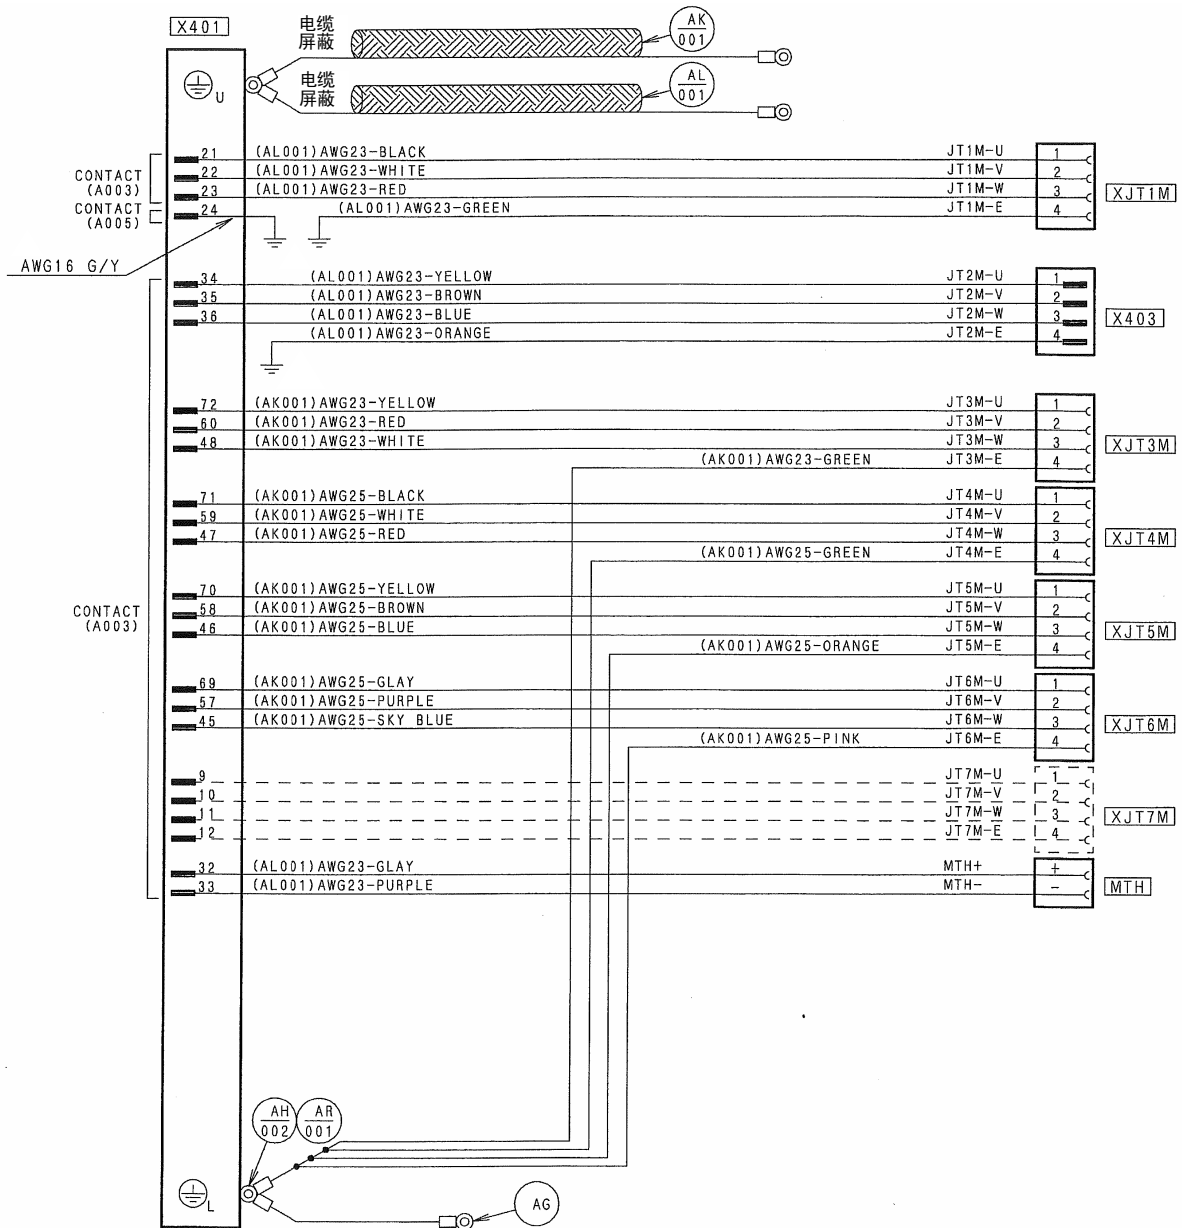 X401
电缆
屏蔽
AK
001
电缆
屏蔽
AL
001
U
CONTACT
(A003)
CONTACT
(A005)
AWG16 G/Y
21 (AL001)AWG23-BLACK JT1M-U 1
22 (AL001)AWG23-WHITE JT1M-V 2
23 (AL001)AWG23-RED JT1M-W 3
24 (AL001)AWG23-GREEN JT1M-E 4
XJT1M
34 (AL001)AWG23-YELLOW JT2M-U 1
35 (AL001)AWG23-BROWN JT2M-V 2
36 (AL001)AWG23-BLUE JT2M-W 3
(AL001)AWG23-ORANGE JT2M-E 4
X403
72 (AK001)AWG23-YELLOW JT3M-U 1
60 (AK001)AWG23-RED JT3M-V 2
48 (AK001)AWG23-WHITE JT3M-W 3
(AK001)AWG23-GREEN JT3M-E 4
XJT3M
71 (AK001)AWG25-BLACK JT4M-U 1
59 (AK001)AWG25-WHITE JT4M-V 2
47 (AK001)AWG25-RED JT4M-W 3
(AK001)AWG25-GREEN JT4M-E 4
XJT4M
CONTACT
(A003)
70 (AK001)AWG25-YELLOW JT5M-U 1
58 (AK001)AWG25-BROWN JT5M-V 2
46 (AK001)AWG25-BLUE JT5M-W 3
(AK001)AWG25-ORANGE JT5M-E 4
XJT5M
69 (AK001)AWG25-GLAY JT6M-U 1
57 (AK001)AWG25-PURPLE JT6M-V 2
45 (AK001)AWG25-SKY BLUE JT6M-W 3
(AK001)AWG25-PINK JT6M-E 4
XJT6M
9 JT7M-U 1
10 JT7M-V 2
11 JT7M-W 3
12 JT7M-E 4
XJT7M
32 (AL001)AWG23-GLAY MTH+ +
33 (AL001)AWG23-PURPLE MTH- -
MTH
AH
002
AR
001
L
AG